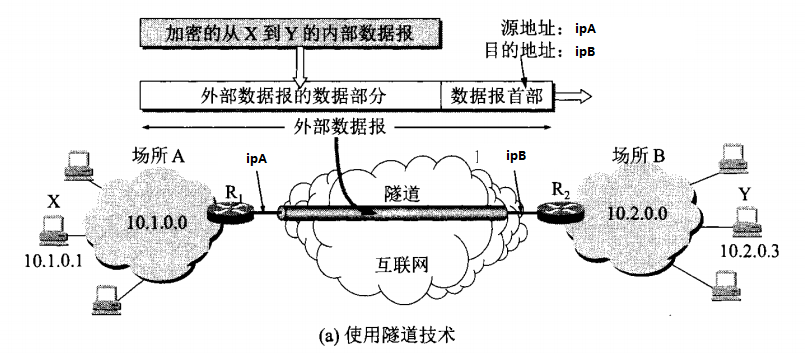 加密的从 X 到 Y 的内部数据报
源地址：ipA
目的地址：ipB
外部数据报的数据部分
数据报首部
外部数据报
场所 A
ipA
ipB
场所 B
X
R1
隧道
R2
Y
10.1.0.0
10.2.0.0
10.1.0.1
互联网
10.2.0.3
(a) 使用隧道技术